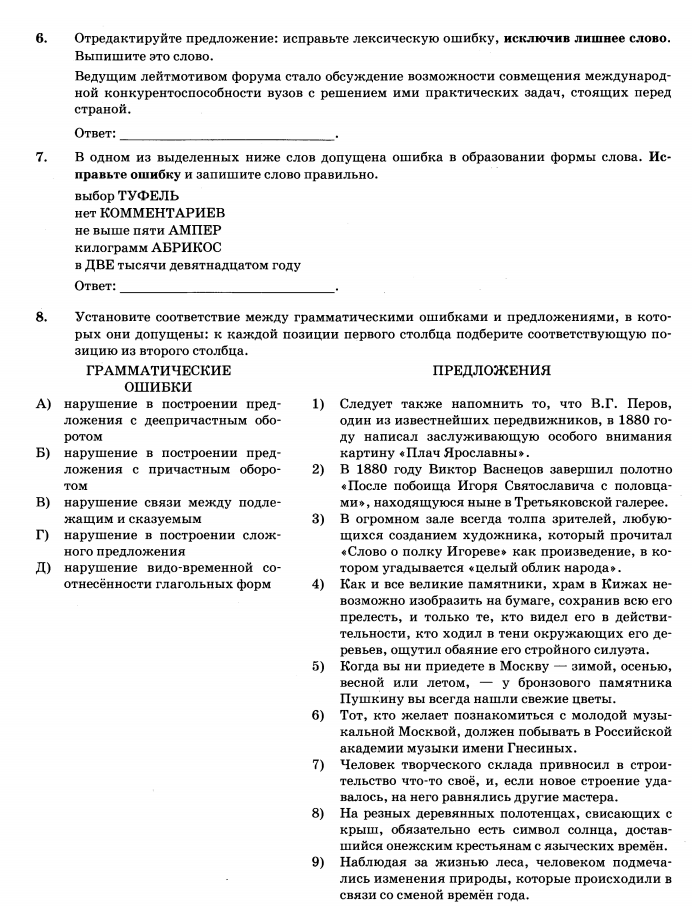 6. Отредактируйте предложение: исправьте лексическую ошибку, исключив лишнее слово.
Выпишите это слово.
Ведущим лейтмотивом форума стало обсуждение возможности совмещения международ-
ной конкурентоспособности вузов с решением ими практических задач, стоящих перед
страной.
Ответ: ______________________________.
7. В одном из выделенных ниже слов допущена ошибка в образовании формы слова. Ис-
правьте ошибку и запишите слово правильно.
выбор ТУФЕЛЬ
нет КОММЕНТАРИЕВ
не выше пяти АМПЕР
килограмм АБРИКОС
в ДВЕ тысячи девятнадцатом году
Ответ: ______________________________.
8. Установите соответствие между грамматическими ошибками и предложениями, в кото-
рых они допущены: к каждой позиции первого столбца подберите соответствующую по-
зицию из второго столбца.
ГРАММАТИЧЕСКИЕ
ОШИБКИ
А) нарушение в построении пред-
ложения с деепричастным обо-
ротом
Б) нарушение в построении пред-
ложения с причастным оборо-
том
В) нарушение связи между подле-
жащим и сказуемым
Г) нарушение в построении слож-
ного предложения
Д) нарушение видо-временной со-
отнесённости глагольных форм
ПРЕДЛОЖЕНИЯ
1) Следует также напомнить то, что В.Г. Перов,
один из известнейших передвижников, в 1880 го-
ду написал заслуживающую особого внимания
картину «Плач Ярославны».
2) В 1880 году Виктор Васнецов завершил полотно
«После побоища Игоря Святославича с половца-
ми», находящуюся ныне в Третьяковской галерее.
3) В огромном зале всегда толпа зрителей, любую-
щихся созданием художника, который прочитал
«Слово о полку Игореве» как произведение, в ко-
тором угадывается «целый облик народа».
4) Как и все великие памятники, храм в Кижах не-
возможно изобразить на бумаге, сохранив всю его
прелесть, и только те, кто видел его в действи-
тельности, кто ходил в тени окружающих его де-
ревьев, ощутил обаяние его стройного силуэта.
5) Когда вы ни приедете в Москву — зимой, осенью,
весной или летом, — у бронзового памятника
Пушкину вы всегда нашли свежие цветы.
6) Тот, кто желает познакомиться с молодой музы-
кальной Москвой, должен побывать в Российской
академии музыки имени Гнесиных.
7) Человек творческого склада привносил в строи-
тельство что-то своё, и, если новое строение уда-
валось, на него равнялись другие мастера.
8) На резных деревянных полотенцах, свисающих с
крыш, обязательно есть символ солнца, достав-
шийся онежским крестьянам с языческих времён.
9) Наблюдая за жизнью леса, человеком подмеча-
лись изменения природы, которые происходили в
связи со сменой времён года.